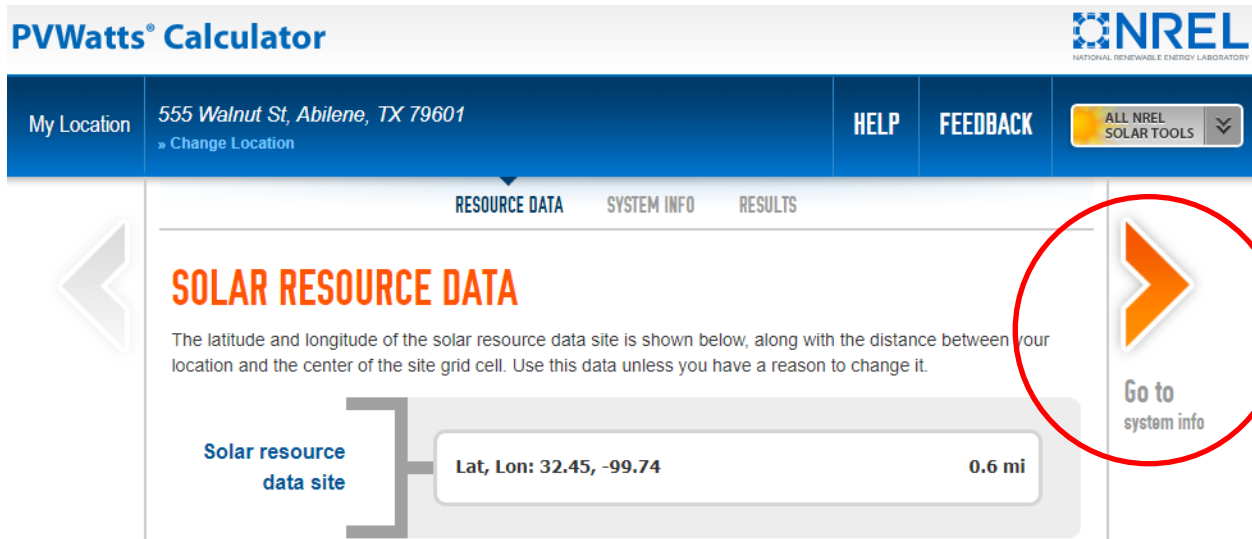 PVWatts® Calculator
NREL
NATIONAL RENEWABLE ENERGY LABORATORY
My Location
555 Walnut St, Abilene, TX 79601
» Change Location
HELP
FEEDBACK
ALL NREL
SOLAR TOOLS
RESOURCE DATA SYSTEM INFO RESULTS
SOLAR RESOURCE DATA
The latitude and longitude of the solar resource data site is shown below, along with the distance between your
location and the center of the site grid cell. Use this data unless you have a reason to change it.
Go to
system info
Solar resource
data site
Lat, Lon: 32.45, -99.74 0.6 mi